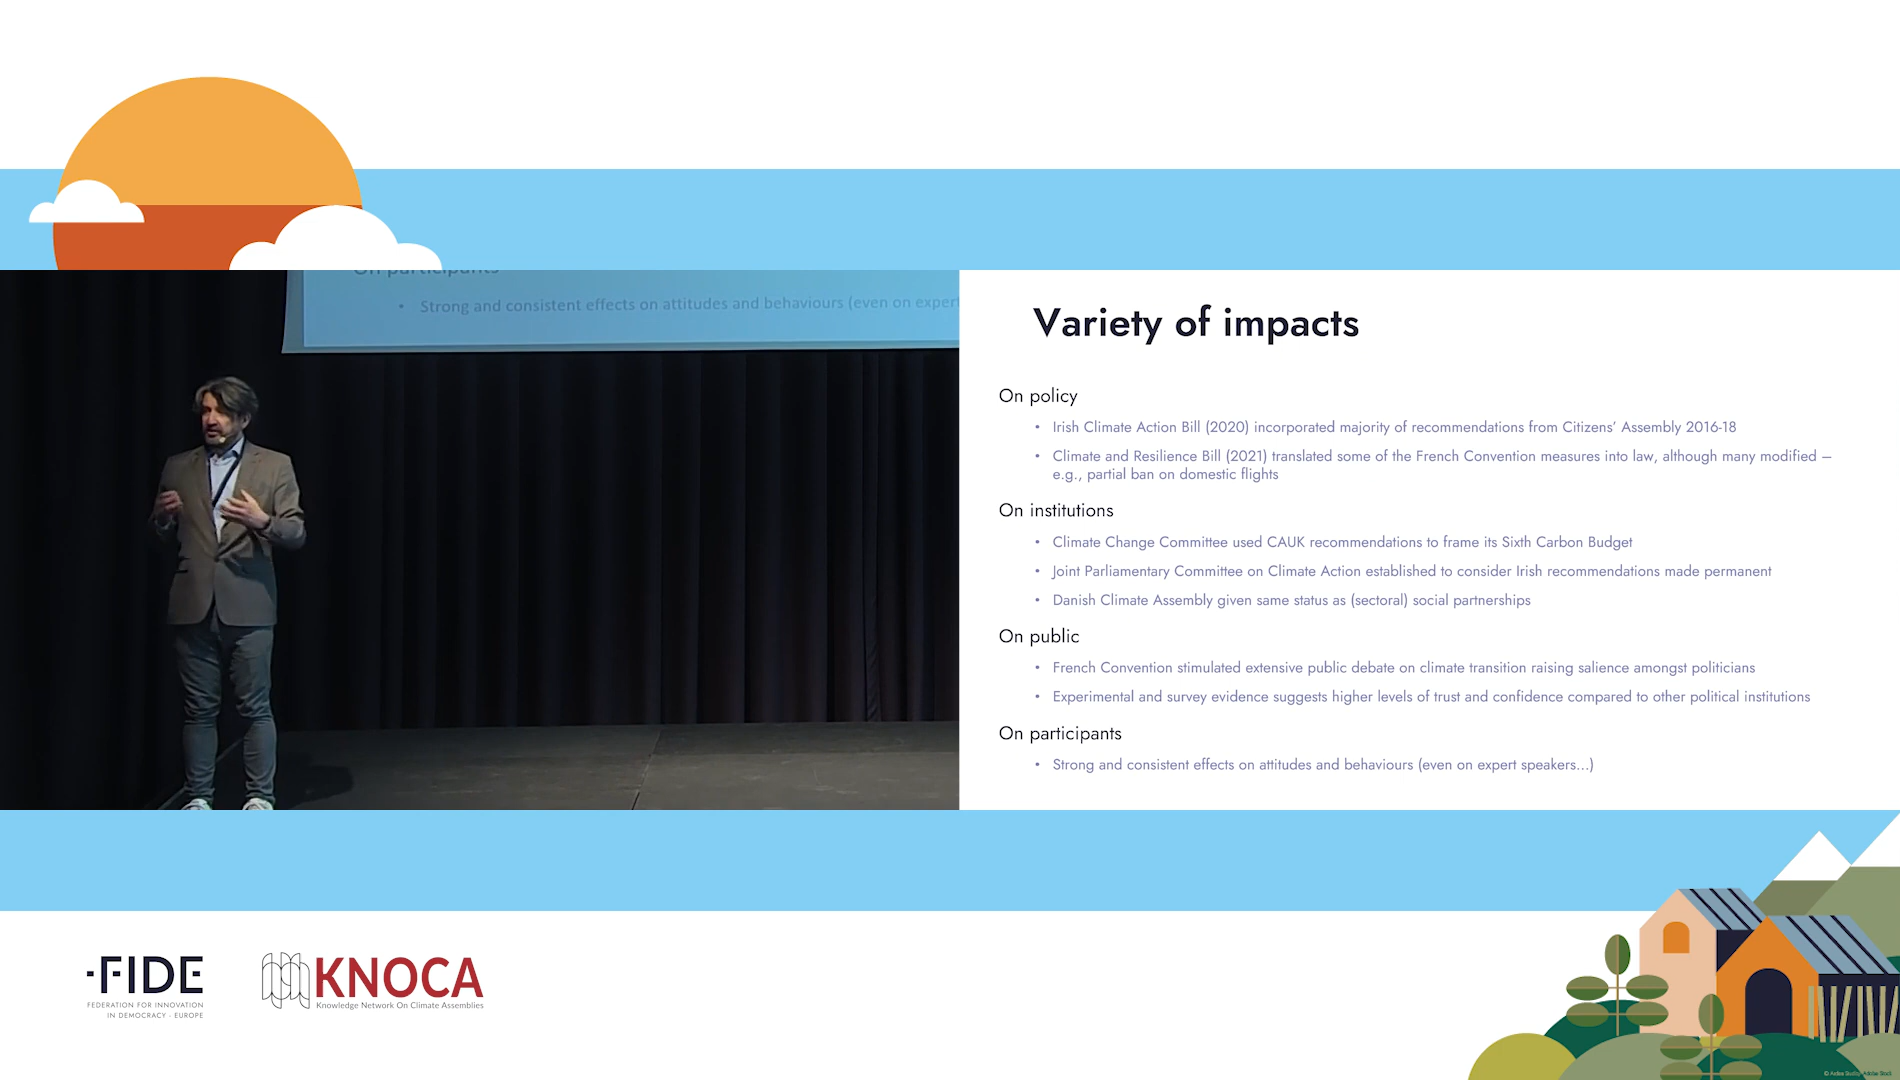 On participants
• Strong and consistent effects on attitudes and behaviours (even on expert
Variety of impacts
On policy
• Irish Climate Action Bill (2020) incorporated majority of recommendations from Citizens’ Assembly 2016-18
• Climate and Resilience Bill (2021) translated some of the French Convention measures into law, although many modified –
e.g., partial ban on domestic flights
On institutions
• Climate Change Committee used CAUK recommendations to frame its Sixth Carbon Budget
• Joint Parliamentary Committee on Climate Action established to consider Irish recommendations made permanent
• Danish Climate Assembly given same status as (sectoral) social partnerships
On public
• French Convention stimulated extensive public debate on climate transition raising salience amongst politicians
• Experimental and survey evidence suggests higher levels of trust and confidence compared to other political institutions
On participants
• Strong and consistent effects on attitudes and behaviours (even on expert speakers...)
·FIDE
FEDERATION FOR INNOVATION
IN DEMOCRACY - EUROPE
KNOCA
Knowledge Network On Climate Assemblies